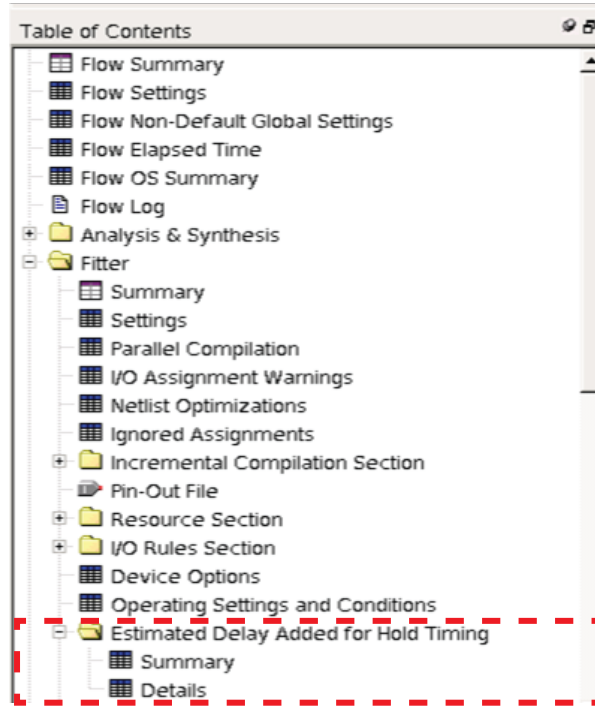 Table of Contents
Flow Summary
Flow Settings
Flow Non-Default Global Settings
Flow Elapsed Time
Flow OS Summary
Flow Log
Analysis & Synthesis
Fitter
Summary
Settings
Parallel Compilation
I/O Assignment Warnings
Netlist Optimizations
Ignored Assignments
Incremental Compilation Section
Pin-Out File
Resource Section
I/O Rules Section
Device Options
Operating Settings and Conditions
Estimated Delay Added for Hold Timing
Summary
Details